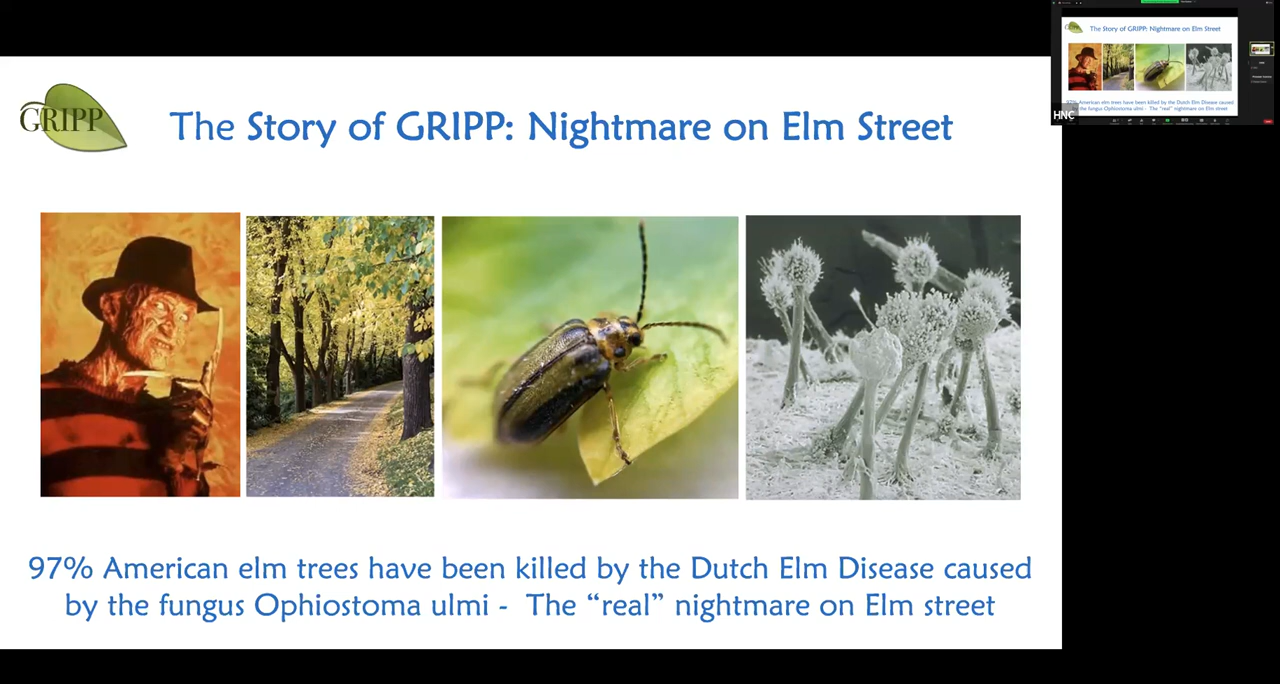 GRIPP
The Story of GRIPP: Nightmare on Elm Street
97% American elm trees have been killed by the Dutch Elm Disease caused
by the fungus Ophiostoma ulmi - The “real” nightmare on Elm street
The Story of GRIPP: Nightmare on Elm Street
97% American elm trees have been killed by the Dutch Elm Disease caused
the fungus Ophiostoma ulmi - The “real” nightmare on Elm street
HNC